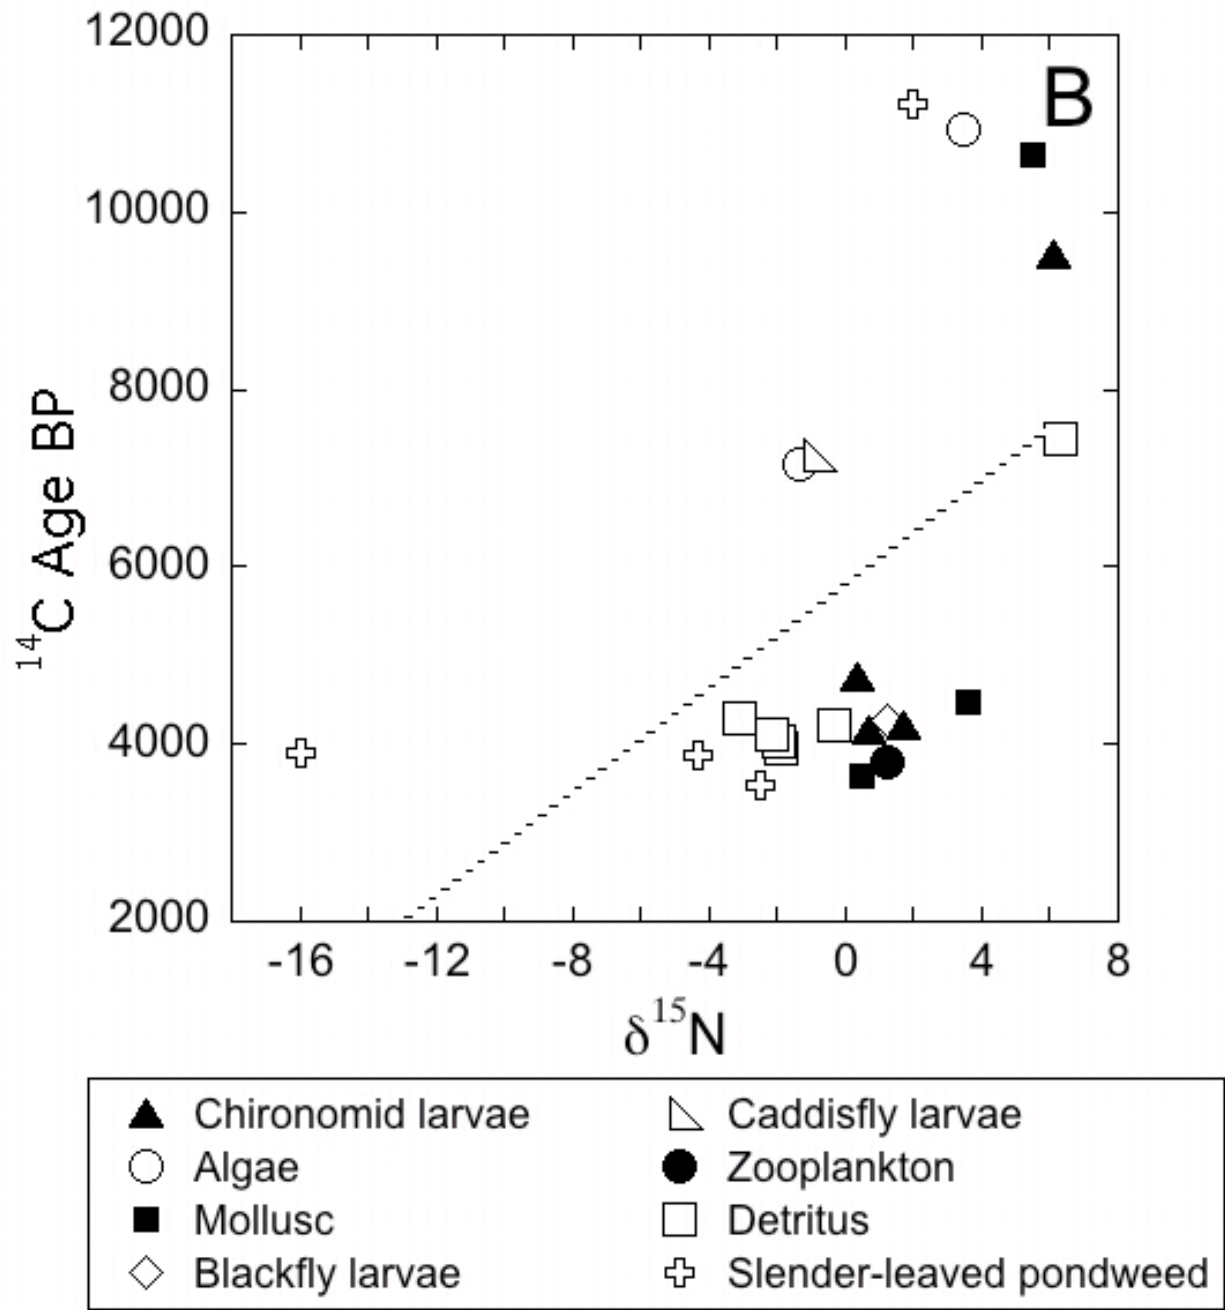 12000
B
10000
8000
6000
4000
2000
¹⁴C Age BP
-16 -12 -8 -4 0 4 8
δ¹⁵N
Chironomid larvae
Caddisfly larvae
Algae
Zooplankton
Mollusc
Detritus
Blackfly larvae
Slender-leaved pondweed